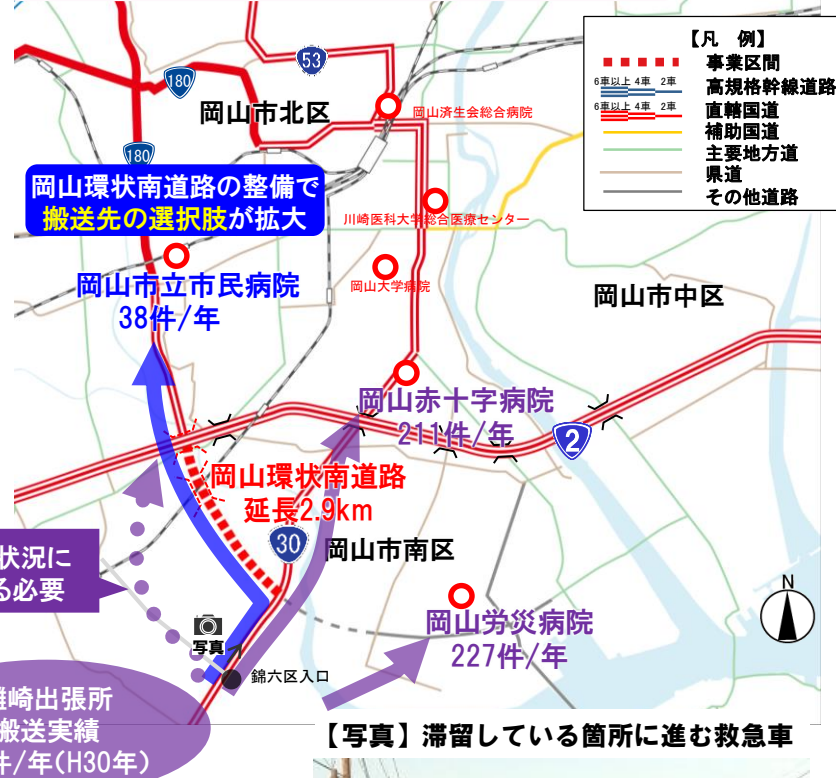 【凡　例】
事業区間
6車以上 4車 2車
高規格幹線道路
6車以上 4車 2車
直轄国道
補助国道
主要地方道
県道
その他道路
53
180
岡山市北区
岡山済生会総合病院
180
岡山環状南道路の整備で
搬送先の選択肢が拡大
川崎医科大学総合医療センター
岡山市立市民病院
38件/年
岡山大学病院
岡山市中区
岡山赤十字病院
211件/年
2
岡山環状南道路
延長2.9km
30
岡山市南区
状況に
る必要
N
写真
岡山労災病院
227件/年
錦六区入口
崎出張所
搬送実績
件/年(H30年)
【写真】滞留している箇所に進む救急車